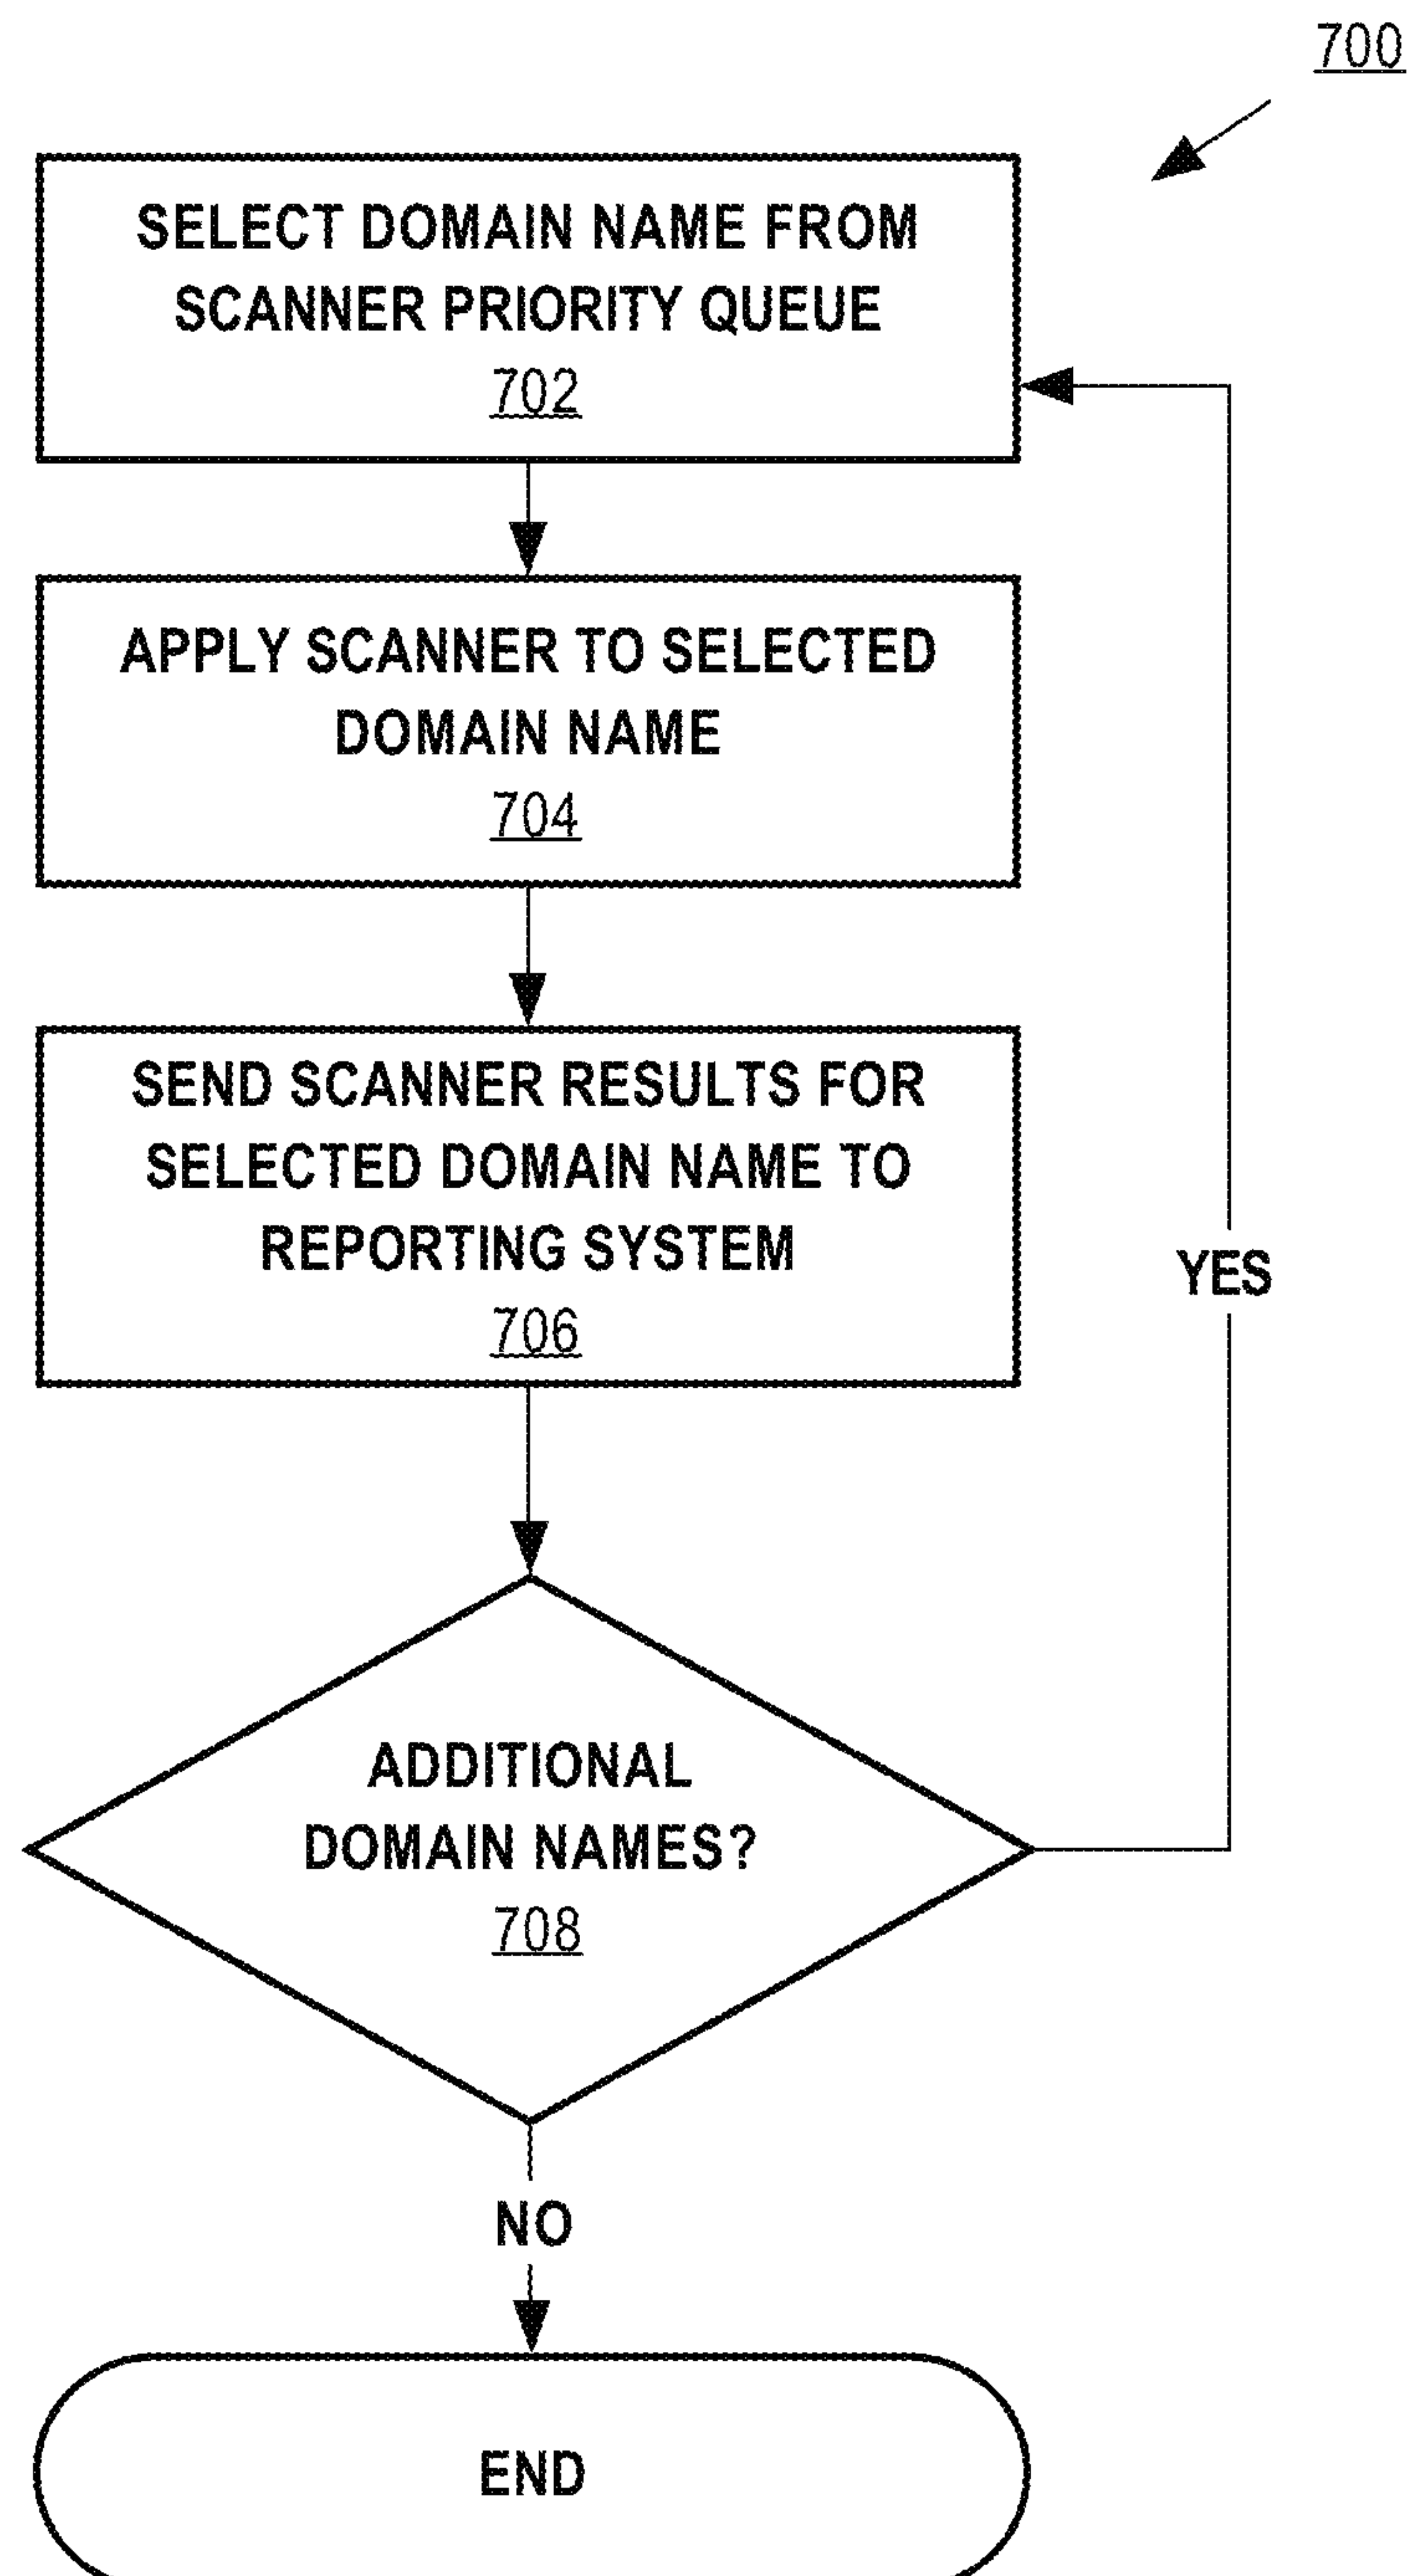 700
SELECT DOMAIN NAME FROM
SCANNER PRIORITY QUEUE
702
APPLY SCANNER TO SELECTED
DOMAIN NAME
704
SEND SCANNER RESULTS FOR
SELECTED DOMAIN NAME TO
REPORTING SYSTEM
706
YES
ADDITIONAL
DOMAIN NAMES?
708
NO
END